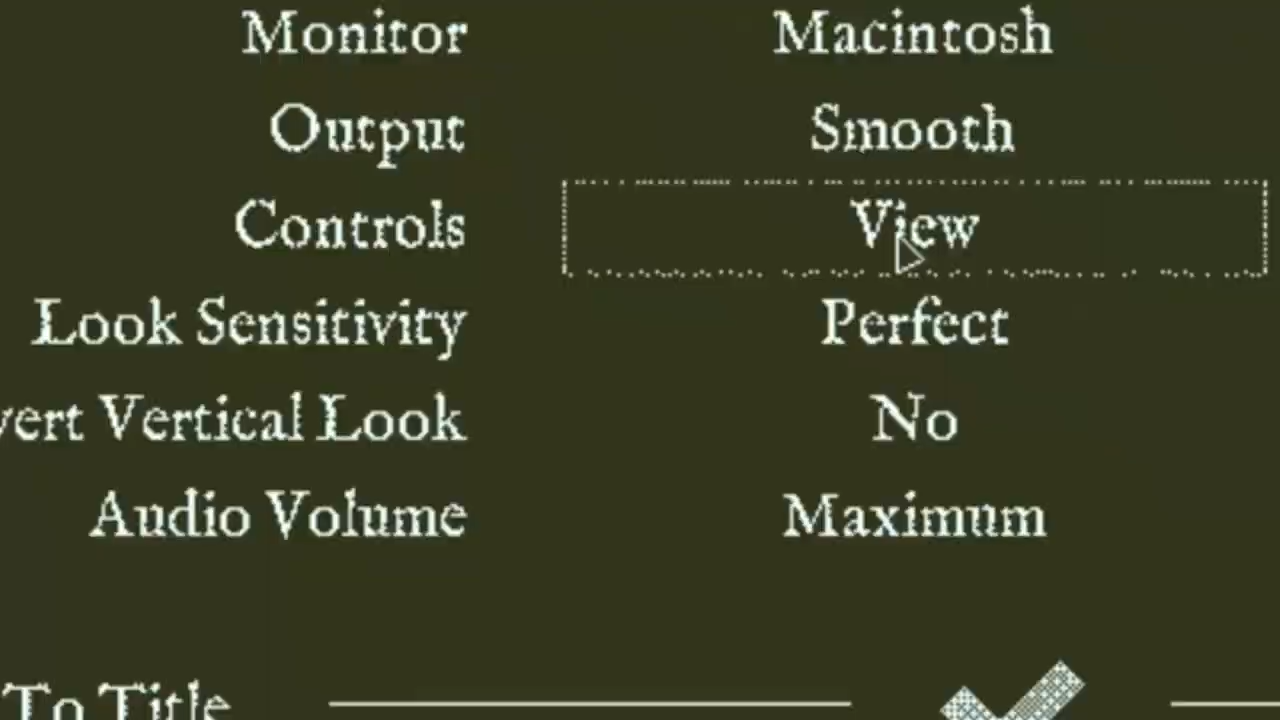 Monitor Macintosh
Output Smooth
Controls View
Look Sensitivity Perfect
vert Vertical Look No
Audio Volume Maximum
To Title